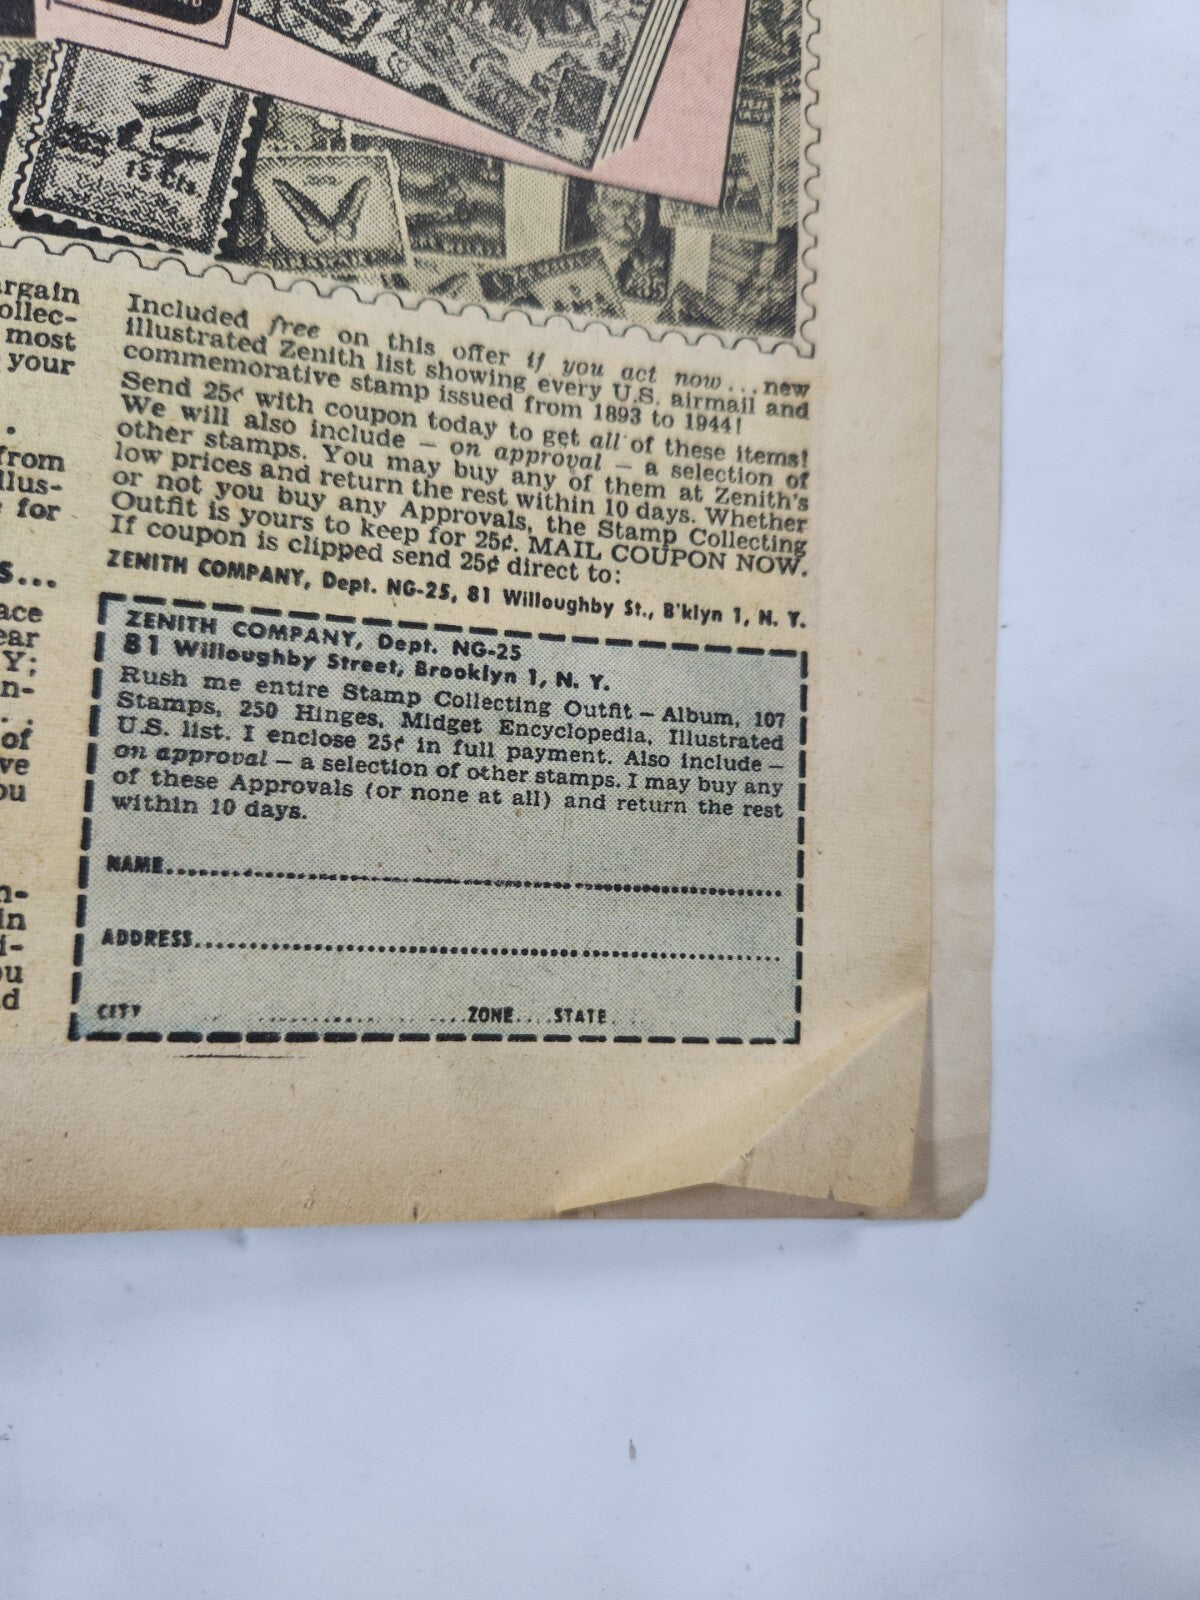 15 Cts.
most
your
from
for
of
Included free on this offer if you act now...new
illustrated Zenith list showing every U.S. airmail and
commemorative stamp issued from 1893 to 1944!
Send 25¢ with coupon today to get all of these items!
We will also include – on approval – a selection of
other stamps. You may buy any of them at Zenith's
low prices and return the rest within 10 days. Whether
or not you buy any Approvals, the Stamp Collecting
Outfit is yours to keep for 25¢. MAIL COUPON NOW.
If coupon is clipped send 25¢ direct to:
ZENITH COMPANY, Dept. NG-25, 81 Willoughby St., B'klyn 1, N. Y.
ZENITH COMPANY, Dept. NG-25
81 Willoughby Street, Brooklyn 1, N. Y.
Rush me entire Stamp Collecting Outfit – Album, 107
Stamps, 250 Hinges, Midget Encyclopedia, Illustrated
U.S. list. I enclose 25¢ in full payment. Also include –
on approval – a selection of other stamps. I may buy any
of these Approvals (or none at all) and return the rest
within 10 days.
NAME
ADDRESS
CITY ZONE STATE